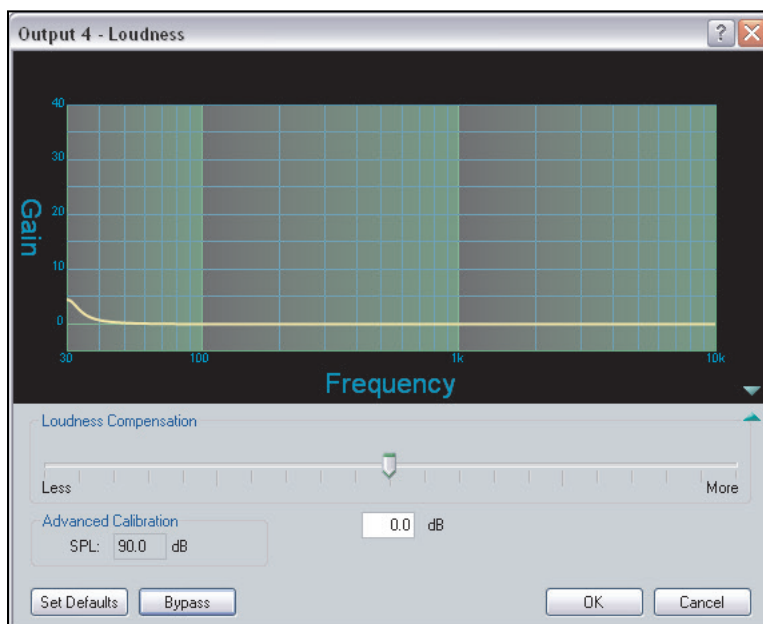 Output 4 - Loudness
?
40
30
20
10
0
Gain
30 100 1k 10k
Frequency
Loudness Compensation
Less More
Advanced Calibration
SPL: 90.0 dB
0.0 dB
Set Defaults Bypass OK Cancel